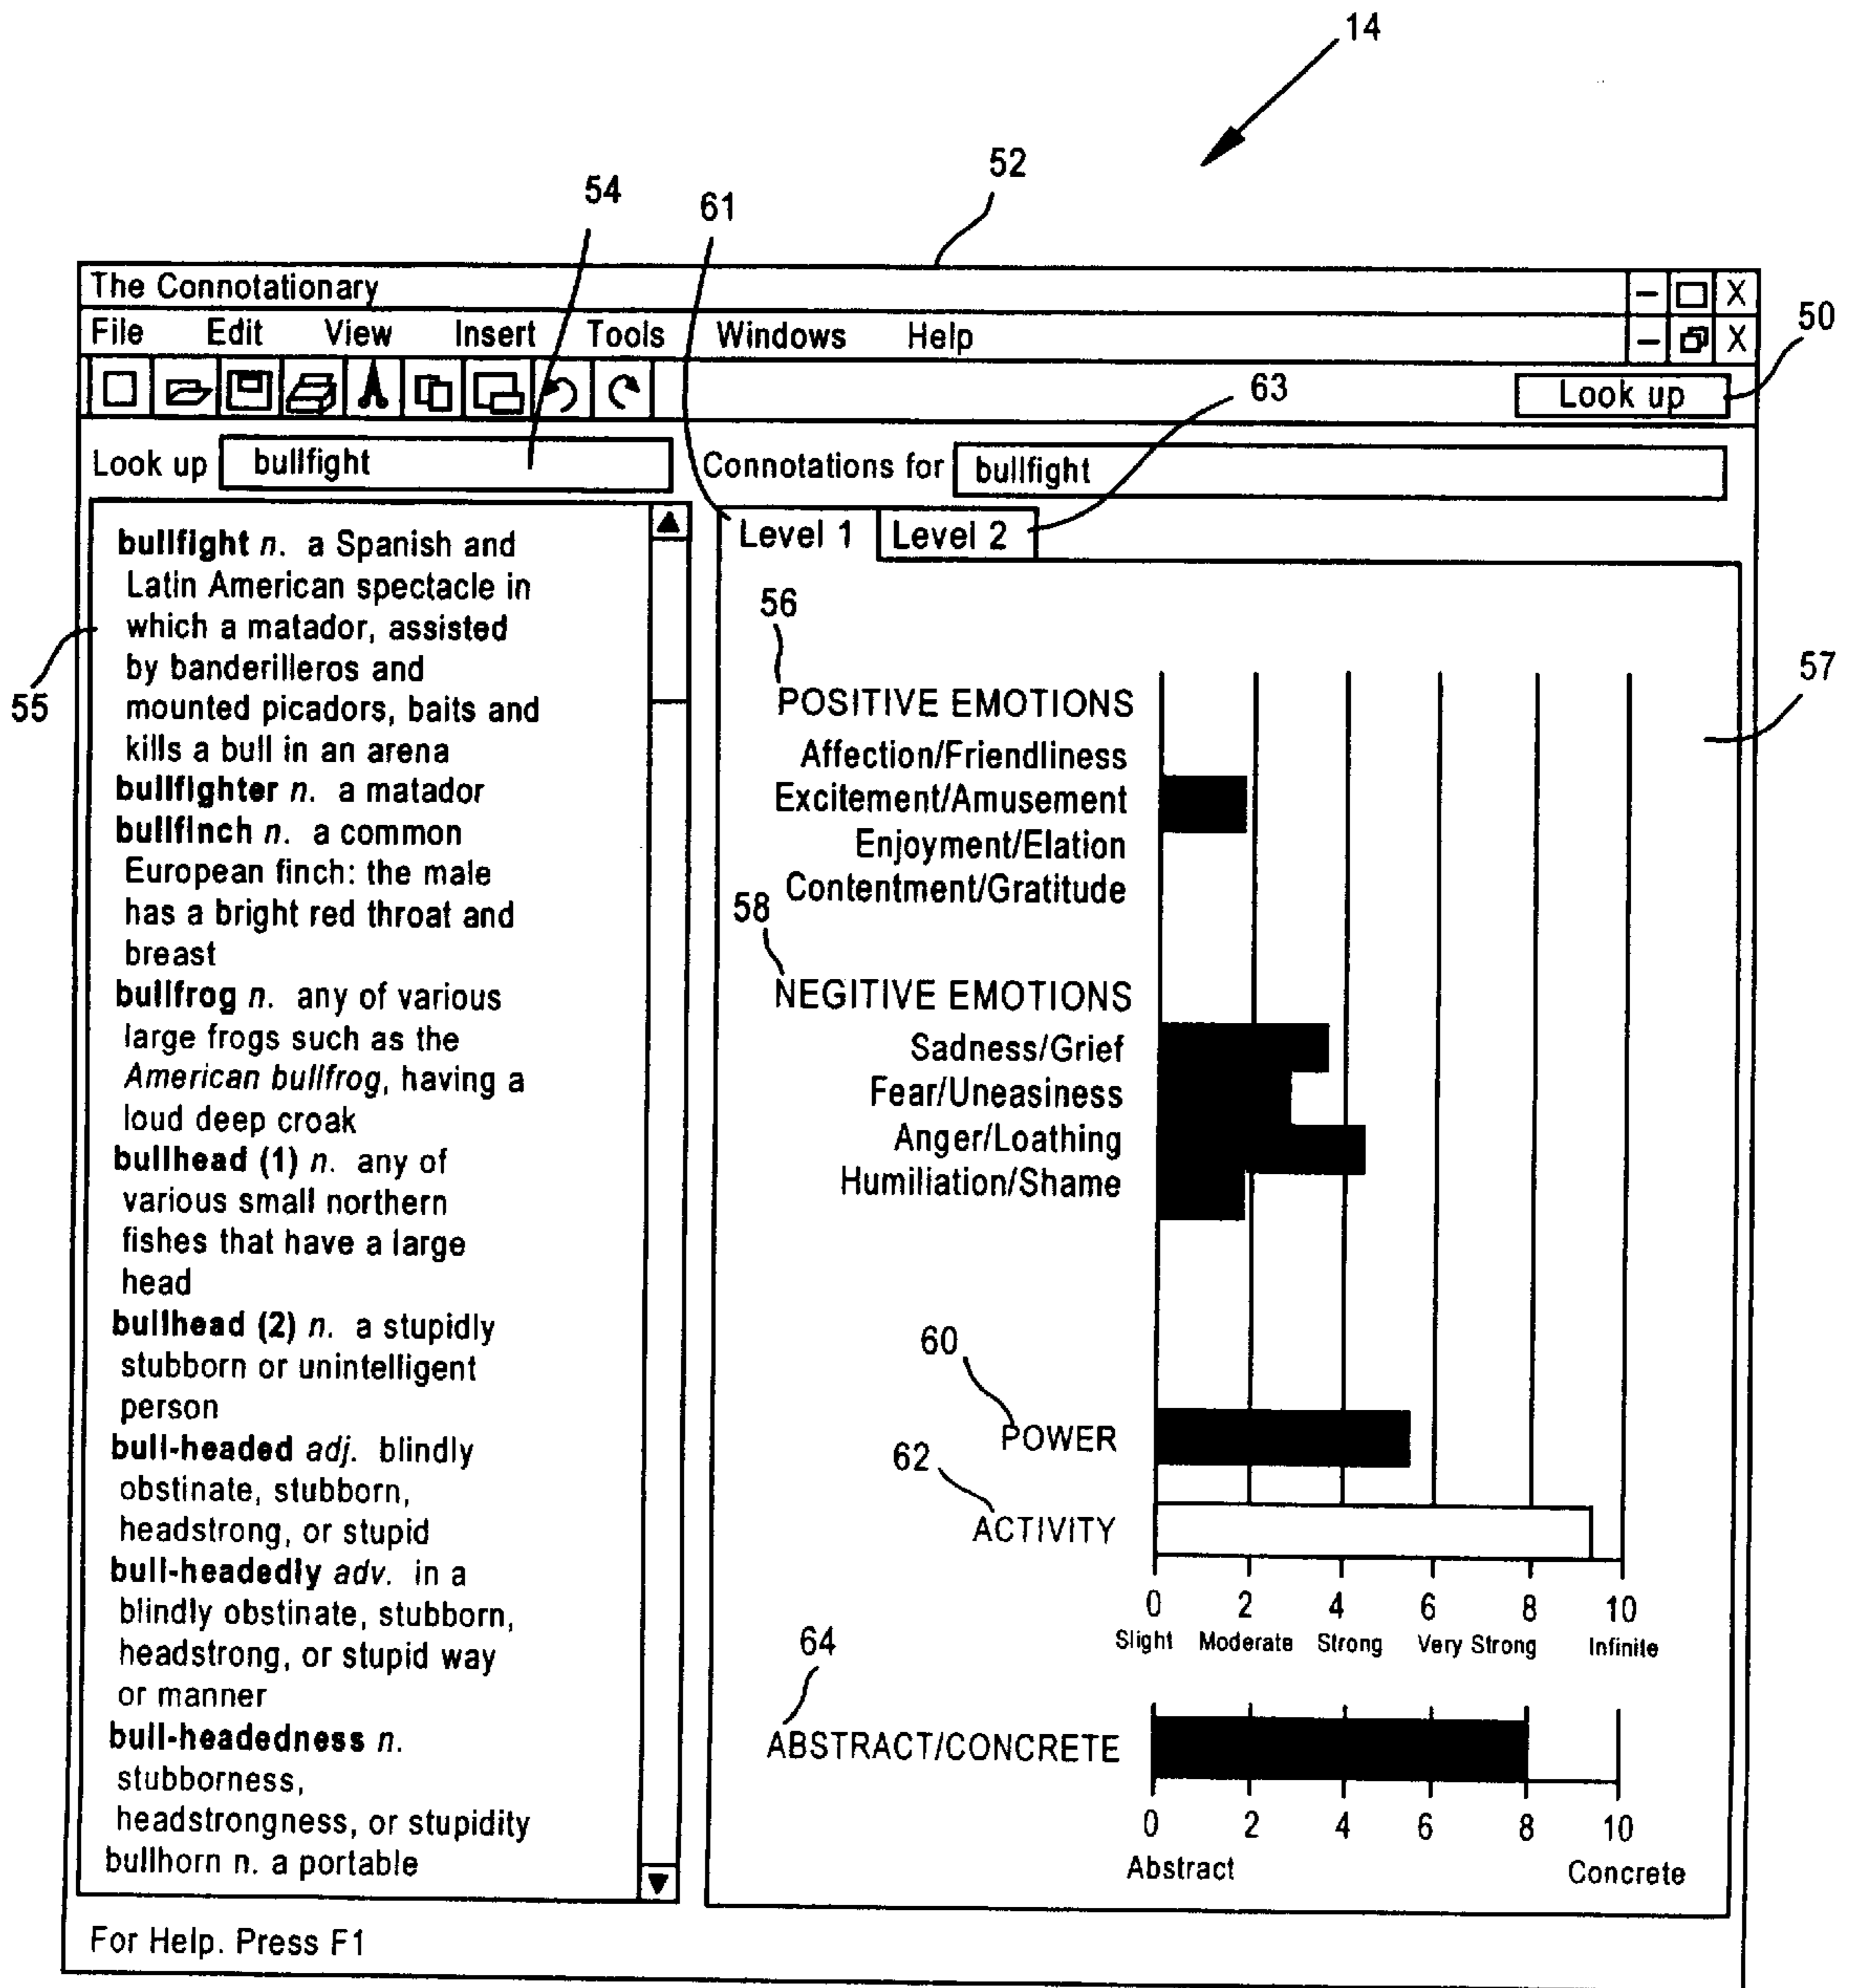 14
52
54
61
The Connotationary
X
File Edit View Insert Tools Windows Help
X
50
63
Look up
Look up bullfight
Connotations for bullfight
Level 1 Level 2
55
bullfight n. a Spanish and
Latin American spectacle in
which a matador, assisted
by banderilleros and
mounted picadors, baits and
kills a bull in an arena
bullfighter n. a matador
bullfinch n. a common
European finch: the male
has a bright red throat and
breast
bullfrog n. any of various
large frogs such as the
American bullfrog, having a
loud deep croak
bullhead (1) n. any of
various small northern
fishes that have a large
head
bullhead (2) n. a stupidly
stubborn or unintelligent
person
bull-headed adj. blindly
obstinate, stubborn,
headstrong, or stupid
bull-headedly adv. in a
blindly obstinate, stubborn,
headstrong, or stupid way
or manner
bull-headedness n.
stubborness,
headstrongness, or stupidity
bullhorn n. a portable
56
57
POSITIVE EMOTIONS
Affection/Friendliness
Excitement/Amusement
Enjoyment/Elation
Contentment/Gratitude
58
NEGITIVE EMOTIONS
Sadness/Grief
Fear/Uneasiness
Anger/Loathing
Humiliation/Shame
60
POWER
62
ACTIVITY
0 2 4 6 8 10
Slight Moderate Strong Very Strong Infinite
64
ABSTRACT/CONCRETE
0 2 4 6 8 10
Abstract Concrete
For Help. Press F1